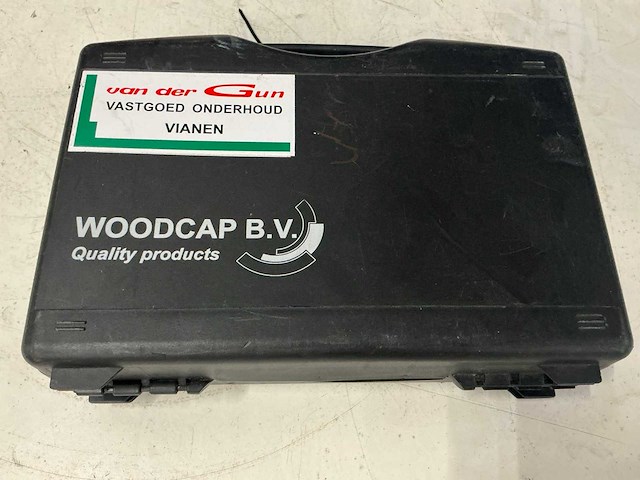 van der Gun
VASTGOED ONDERHOUD
VIANEN
WOODCAP B.V.
Quality products